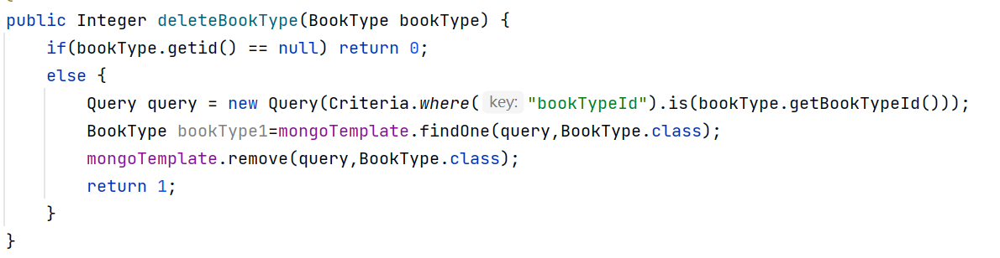 public Integer deleteBookType(BookType bookType) {
if(bookType.getid() == null) return 0;
else {
Query query = new Query(Criteria.where( key: "bookTypeId").is(bookType.getBookTypeId()));
BookType bookType1=mongoTemplate.findOne(query,BookType.class);
mongoTemplate.remove(query,BookType.class);
return 1;
}
}